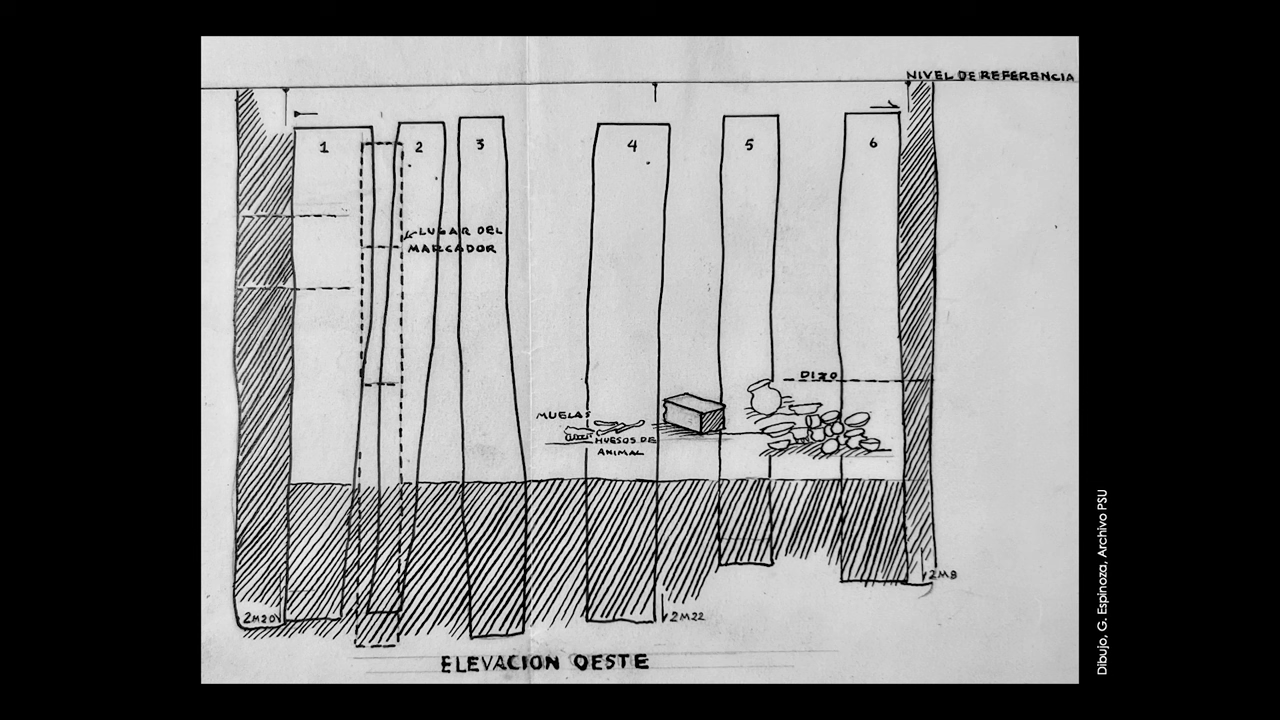 NIVEL DE REFERENCIA
1
2
3
4
5
6
LUGAR DEL
MARCADOR
DIZO
MUELAS
HUESOS DE
ANIMAL
2M8
2M20
2M22
ELEVACION OESTE
Dibujo, G. Espinoza, Archivo PSU